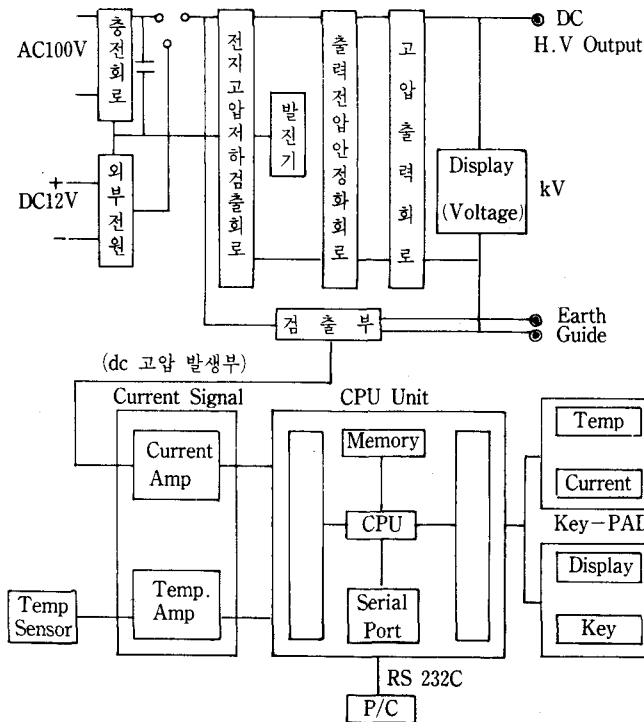 AC100V
충전회로
DC
H.V Output
+
DC12V
외부전원
전지고압저하검출회로
발진기
출력전압안정화회로
고압출력회로
Display
(Voltage)
kV
검출부
Earth
Guide
(dc 고압 발생부)
Current Signal
CPU Unit
Current
Amp
Memory
Temp
Current
Key-PAD
CPU
Temp
Sensor
Temp.
Amp
Serial
Port
Display
Key
RS 232C
P/C